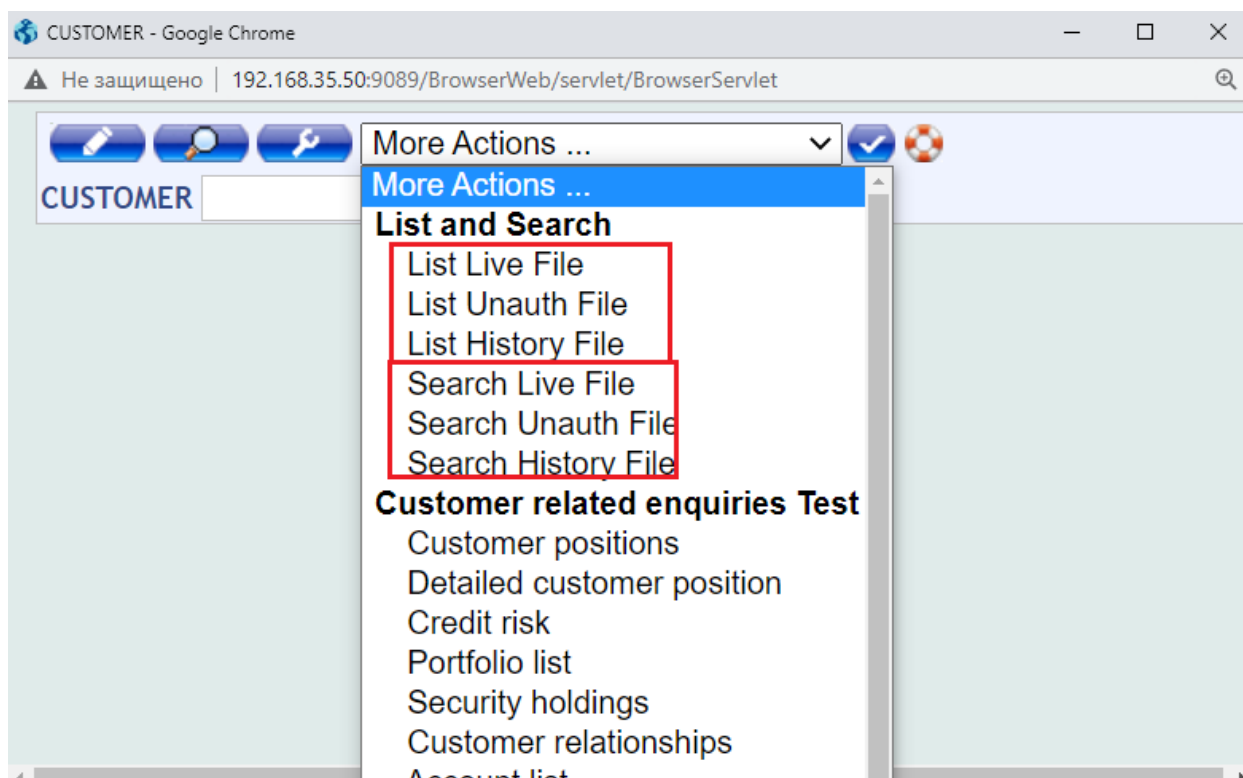 CUSTOMER - Google Chrome
Не защищено | 192.168.35.50:9089/BrowserWeb/servlet/BrowserServlet
More Actions ...
CUSTOMER
More Actions ...
List and Search
List Live File
List Unauth File
List History File
Search Live File
Search Unauth File
Search History File
Customer related enquiries Test
Customer positions
Detailed customer position
Credit risk
Portfolio list
Security holdings
Customer relationships
Account list